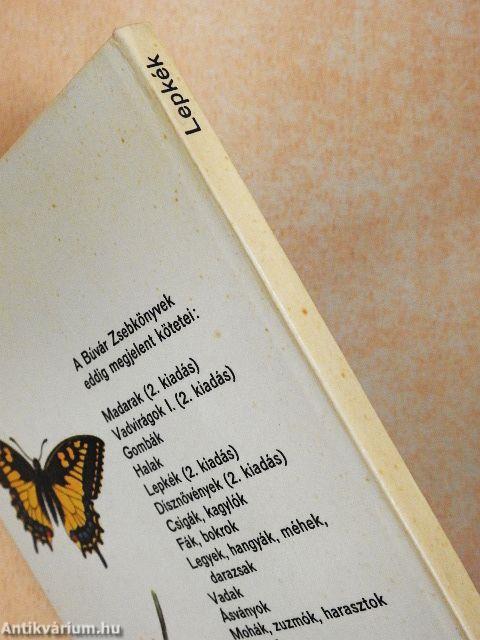 Lepkék
A Búvár Zsebkönyvek
eddig megjelent kötetei:
Madarak (2. kiadás)
Vadvirágok I. (2. kiadás)
Gombák
Halak
Lepkék (2. kiadás)
Dísznövények (2. kiadás)
Csigák, kagylók
Fák, bokrok
Legyek, hangyák, méhek,
darazsak
Vadak
Ásványok
Mohák, zuzmók, harasztok
Antikvárium.hu